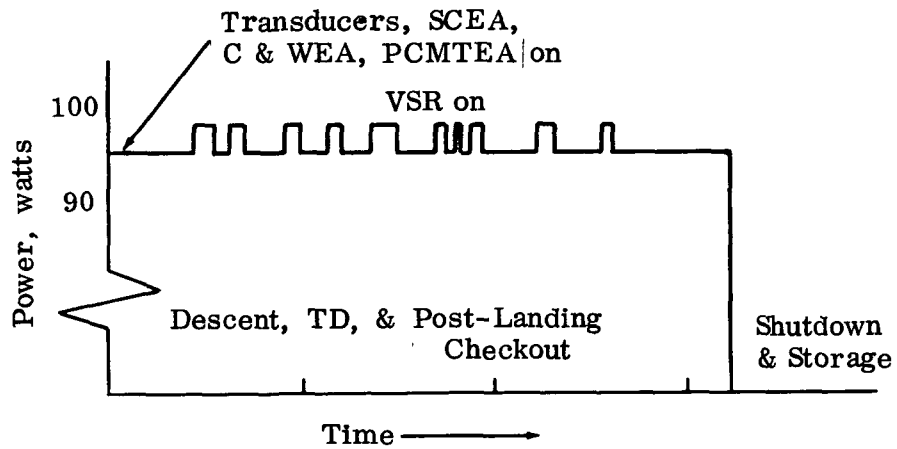 Transducers, SCEA,
C & WEA, PCMTEA on
VSR on
100
90
Power, watts
Descent, TD, & Post-Landing
Checkout
Shutdown
& Storage
Time